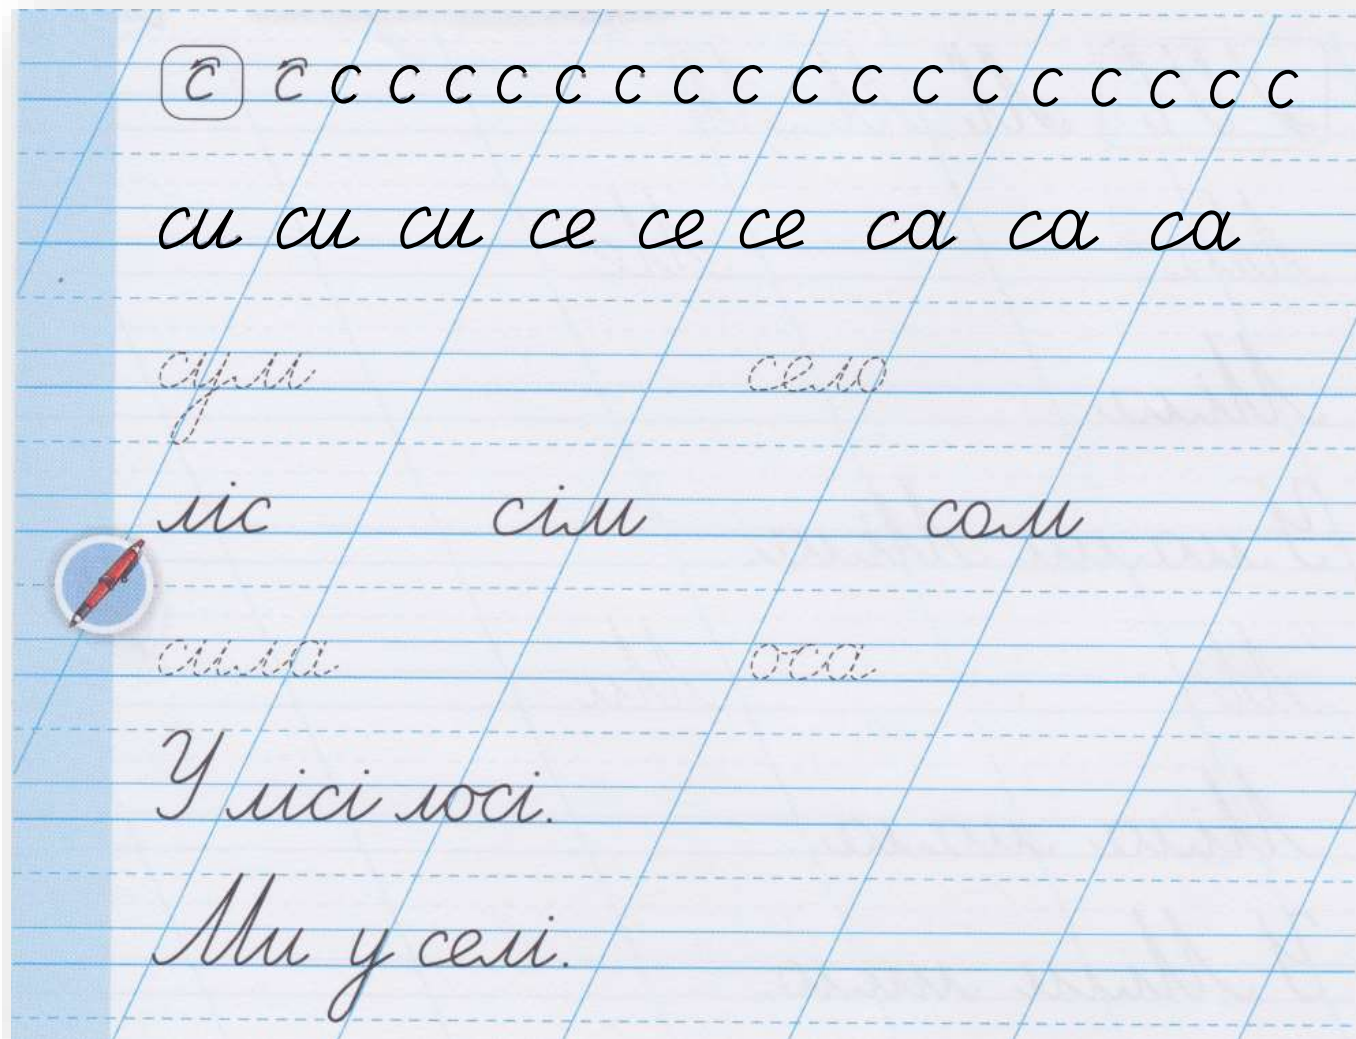 с с с с с с с с с с с с с с с с с с с
си си си се се се са са са
сум село
ліс сім сом
сила оса
У лісі лосі.
Ми у селі.